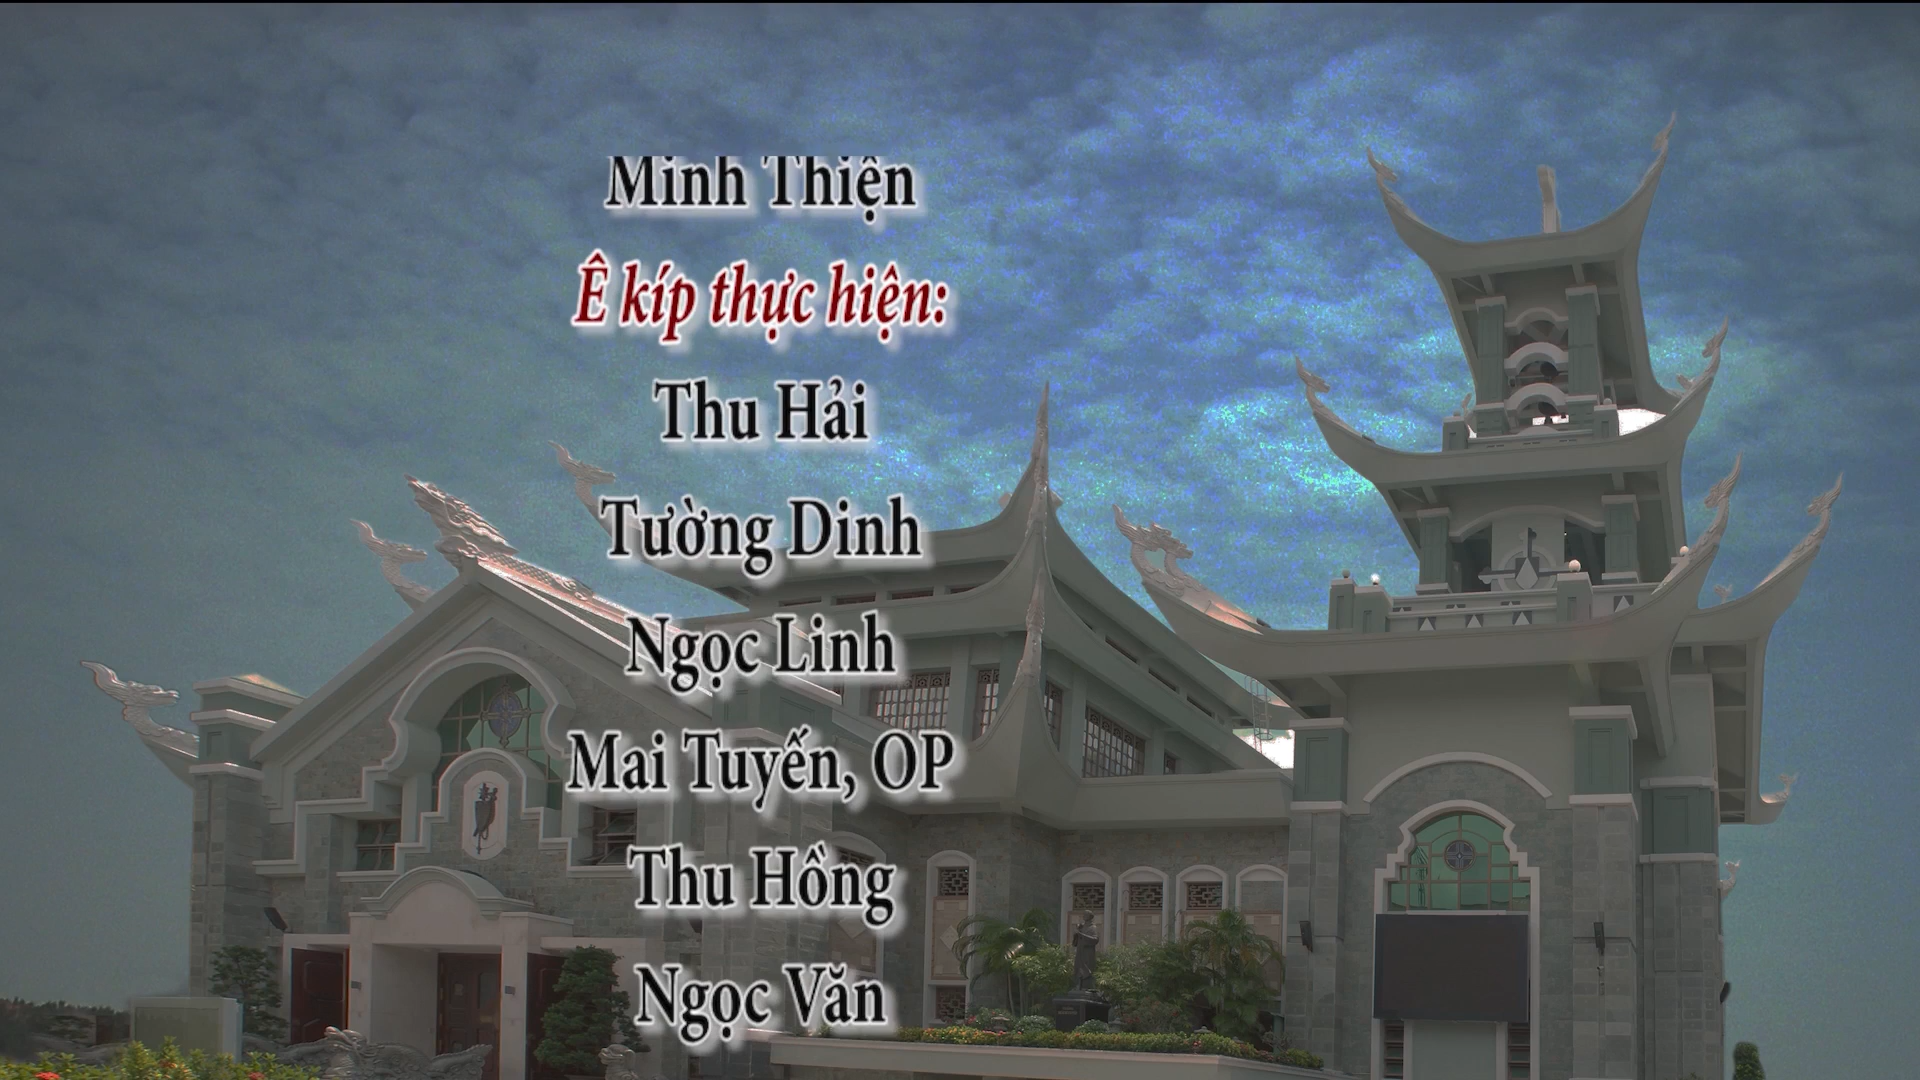 Minh Thiện
Ê kíp thực hiện:
Thu Hải
Tường Dinh
Ngọc Linh
Mai Tuyến, OP
Thu Hồng
Ngọc Văn